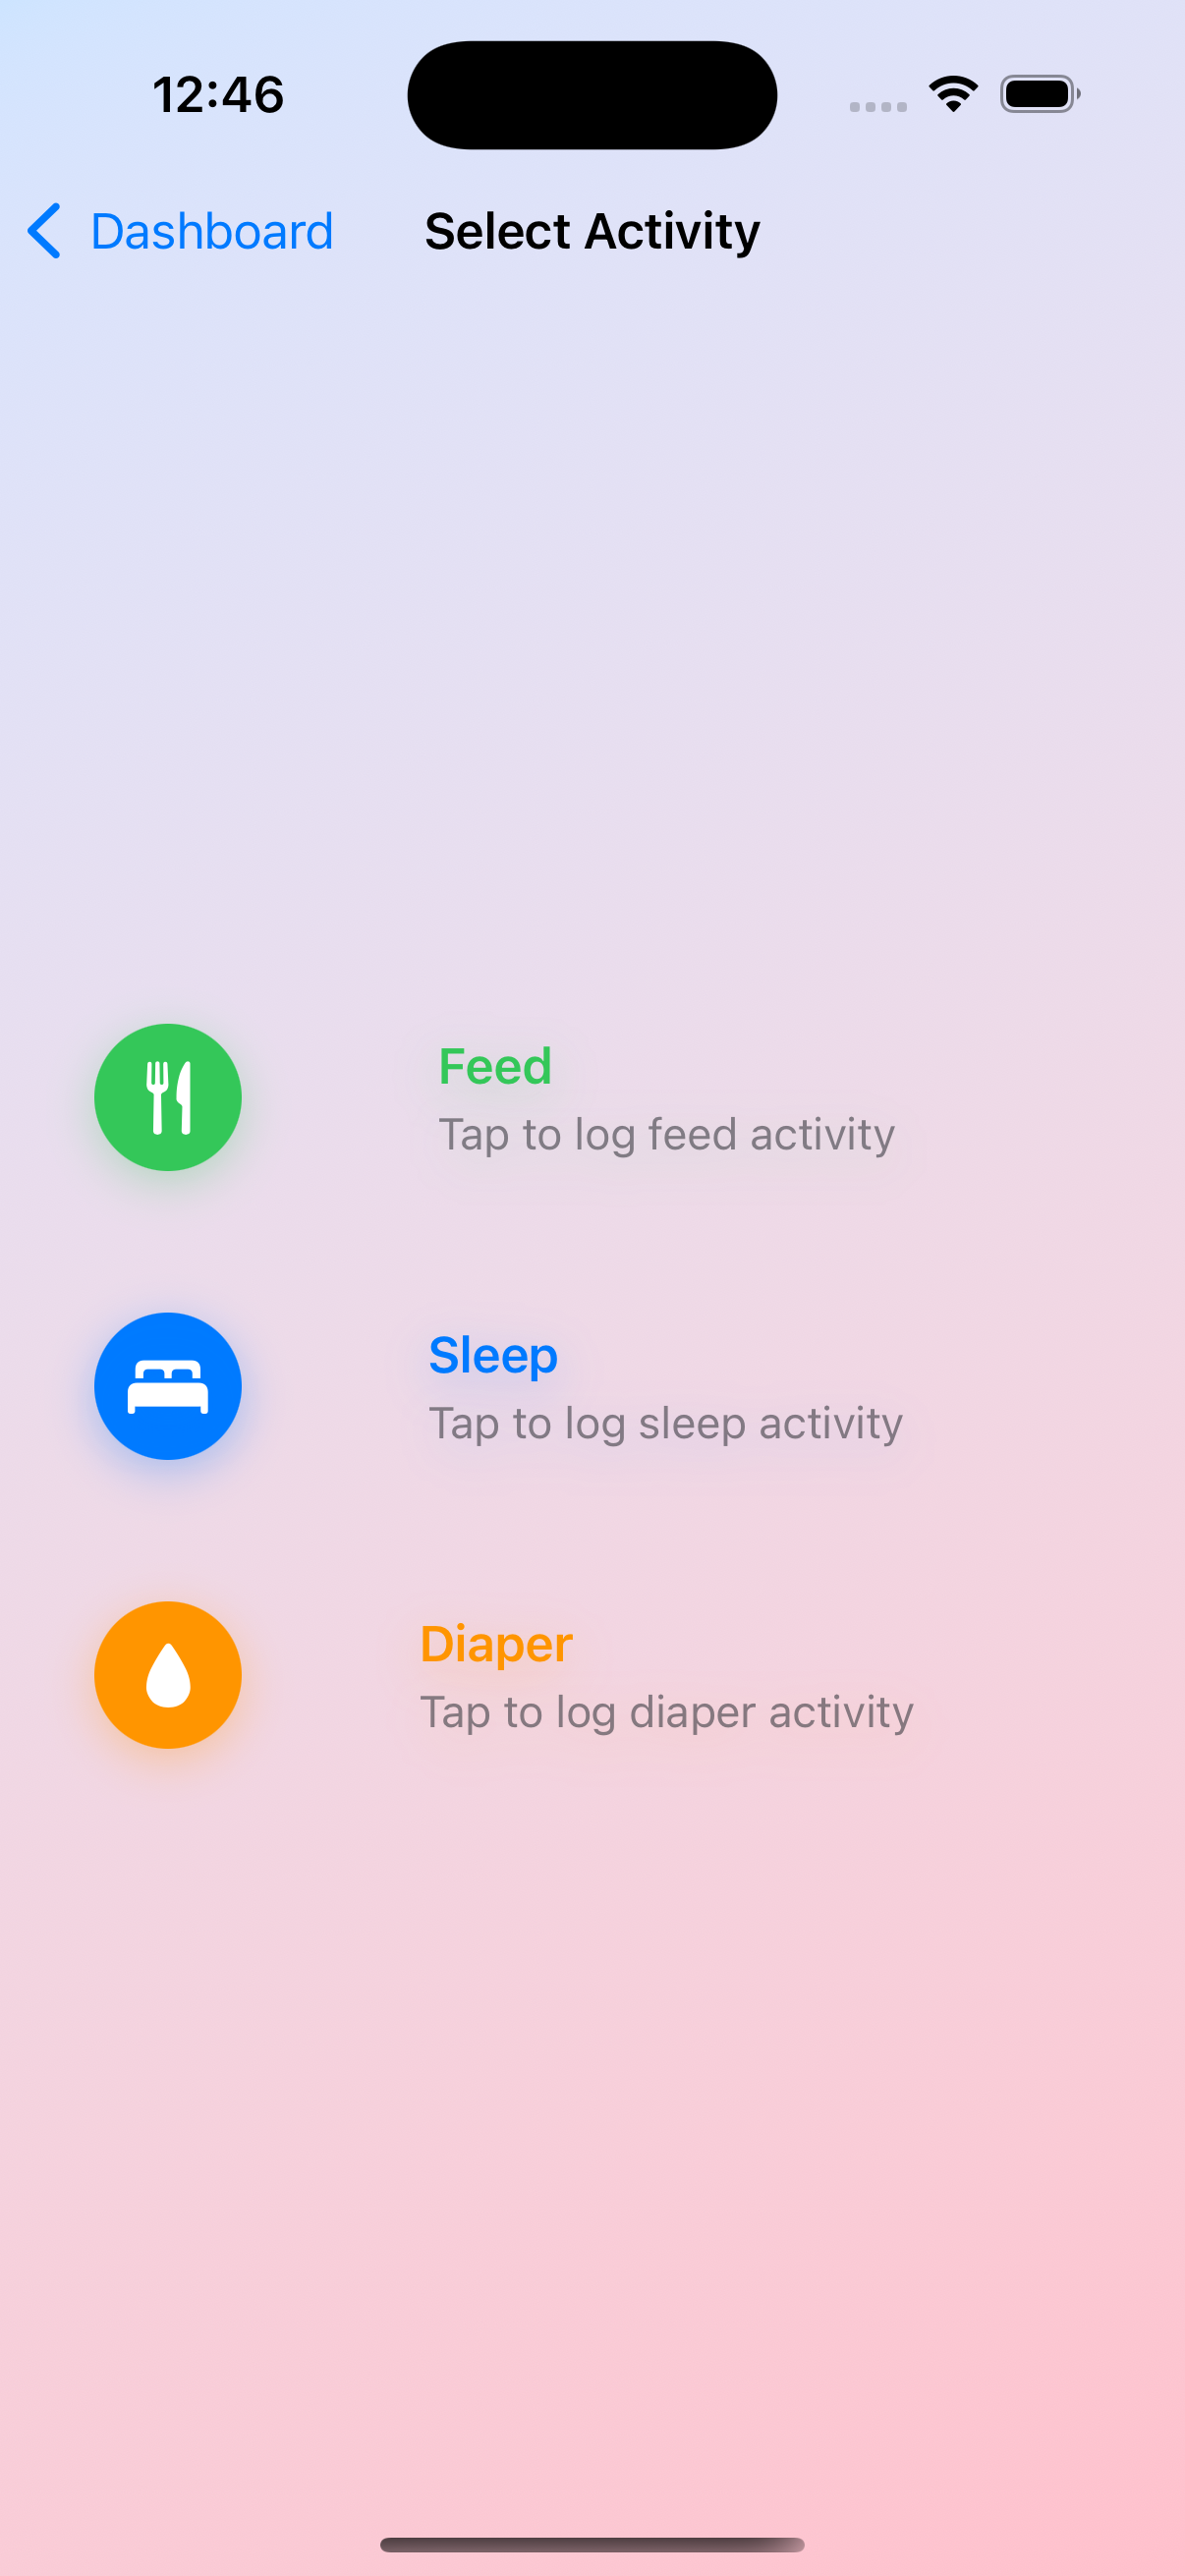 12:46
Dashboard
Select Activity
Feed
Tap to log feed activity
Sleep
Tap to log sleep activity
Diaper
Tap to log diaper activity